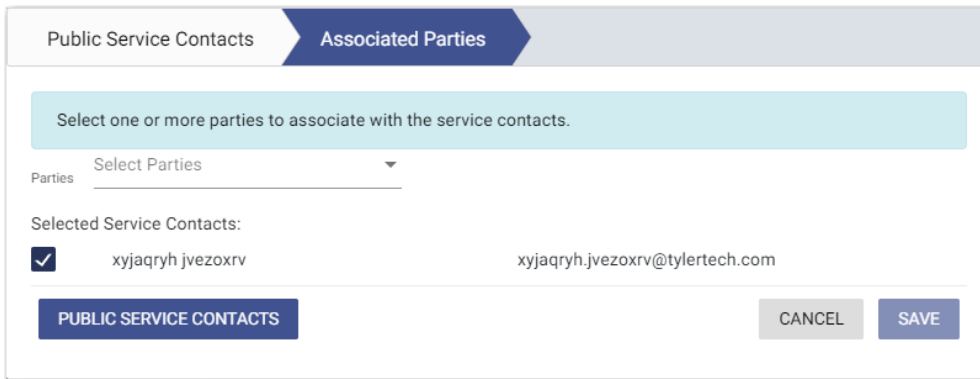 Public Service Contacts
Associated Parties
Select one or more parties to associate with the service contacts.
Parties Select Parties
Selected Service Contacts:
xyjaqryh jvezoxrv xyjaqryh.jvezoxrv@tylertech.com
PUBLIC SERVICE CONTACTS CANCEL SAVE